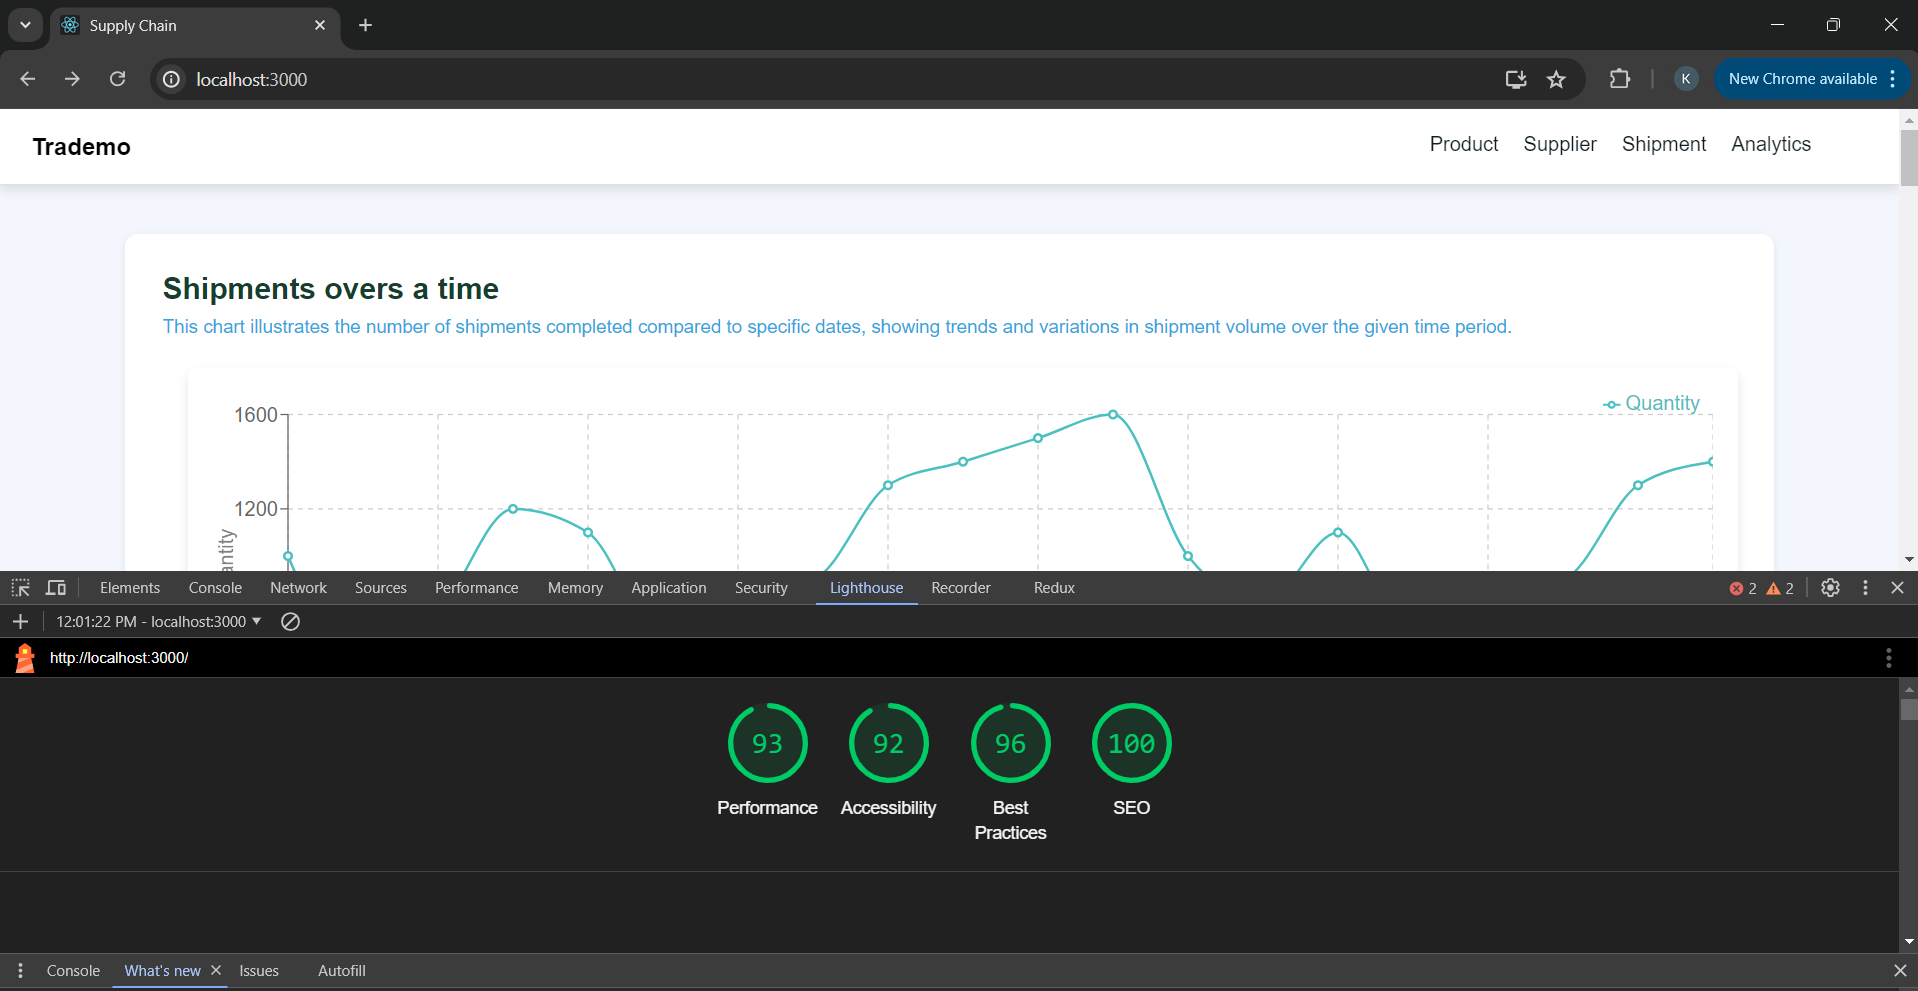 Supply Chain
localhost:3000
K
New Chrome available
Trademo
Product Supplier Shipment Analytics
Shipments overs a time
This chart illustrates the number of shipments completed compared to specific dates, showing trends and variations in shipment volume over the given time period.
Quantity
1600
1200
antity
Elements Console Network Sources Performance Memory Application Security Lighthouse Recorder Redux 2 2
12:01:22 PM - localhost:3000
http://localhost:3000/
93 92 96 100
Performance Accessibility Best Practices SEO
Console What's new Issues Autofill